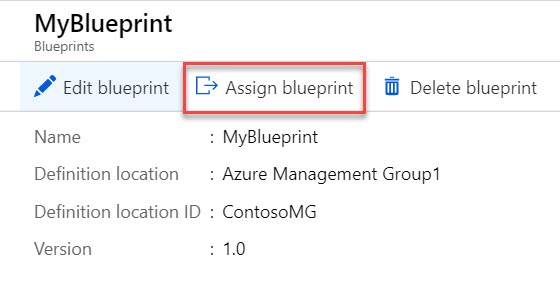 MyBlueprint
Blueprints
Edit blueprint Assign blueprint Delete blueprint
Name : MyBlueprint
Definition location : Azure Management Group1
Definition location ID : ContosoMG
Version : 1.0